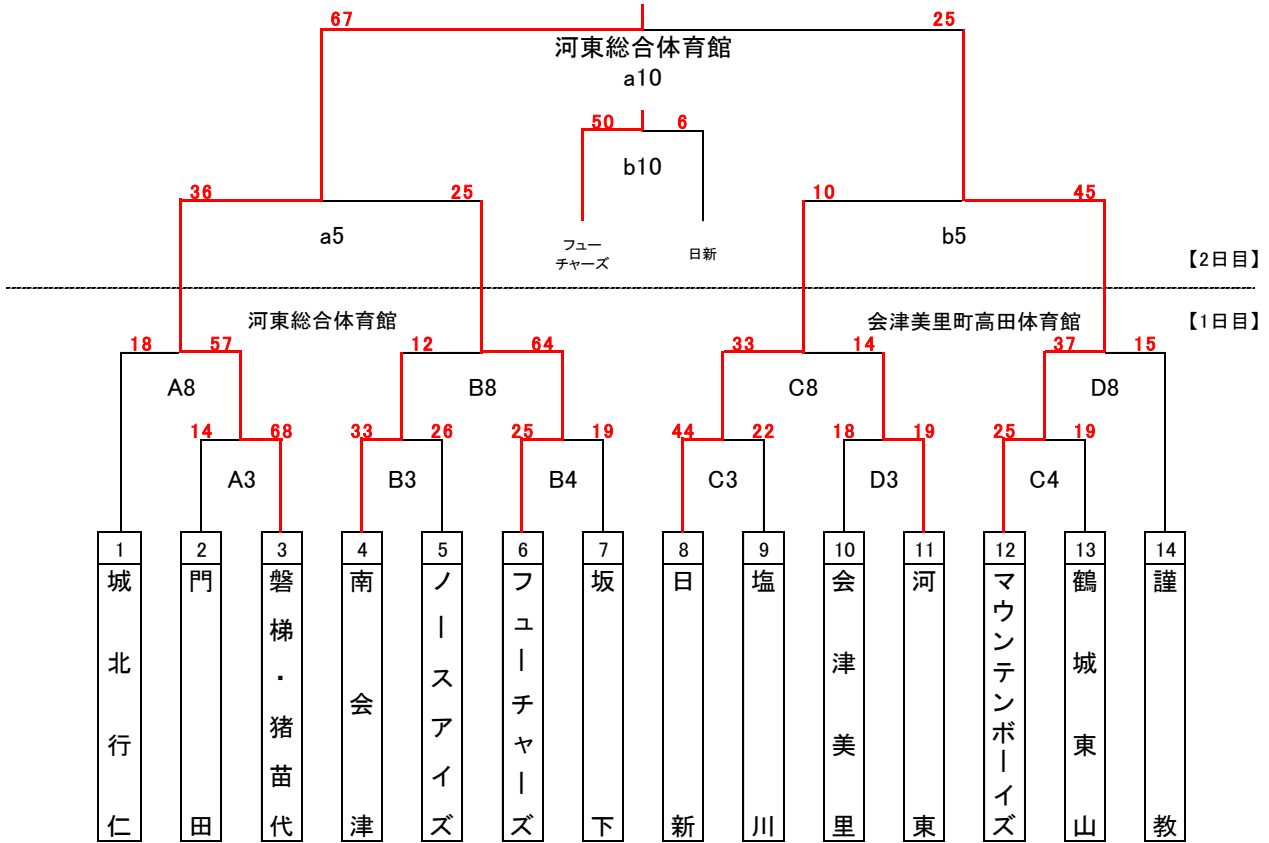 67 25
河東総合体育館
a10
50 6
b10
36 25 10 45
a5 b5
フュー
チャーズ
日新
【2日目】
河東総合体育館 会津美里町高田体育館 【1日目】
18 57 12 64 33 14 37 15
A8 B8 C8 D8
14 68 33 26 25 19 44 22 18 19 25 19
A3 B3 B4 C3 D3 C4
1 2 3 4 5 6 7 8 9 10 11 12 13 14
城北行仁
門田
磐梯・猪苗代
南会津
ノースアイズ
フューチャーズ
坂下
日新
塩川
会津美里
河東
マウンテンボーイズ
鶴城東山
謹教